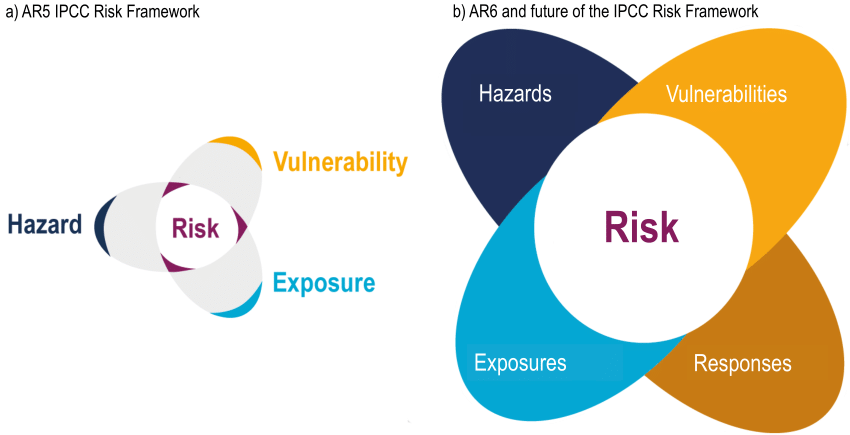 a) AR5 IPCC Risk Framework
Vulnerability
Hazard
Risk
Exposure
b) AR6 and future of the IPCC Risk Framework
Hazards
Vulnerabilities
Risk
Exposures
Responses